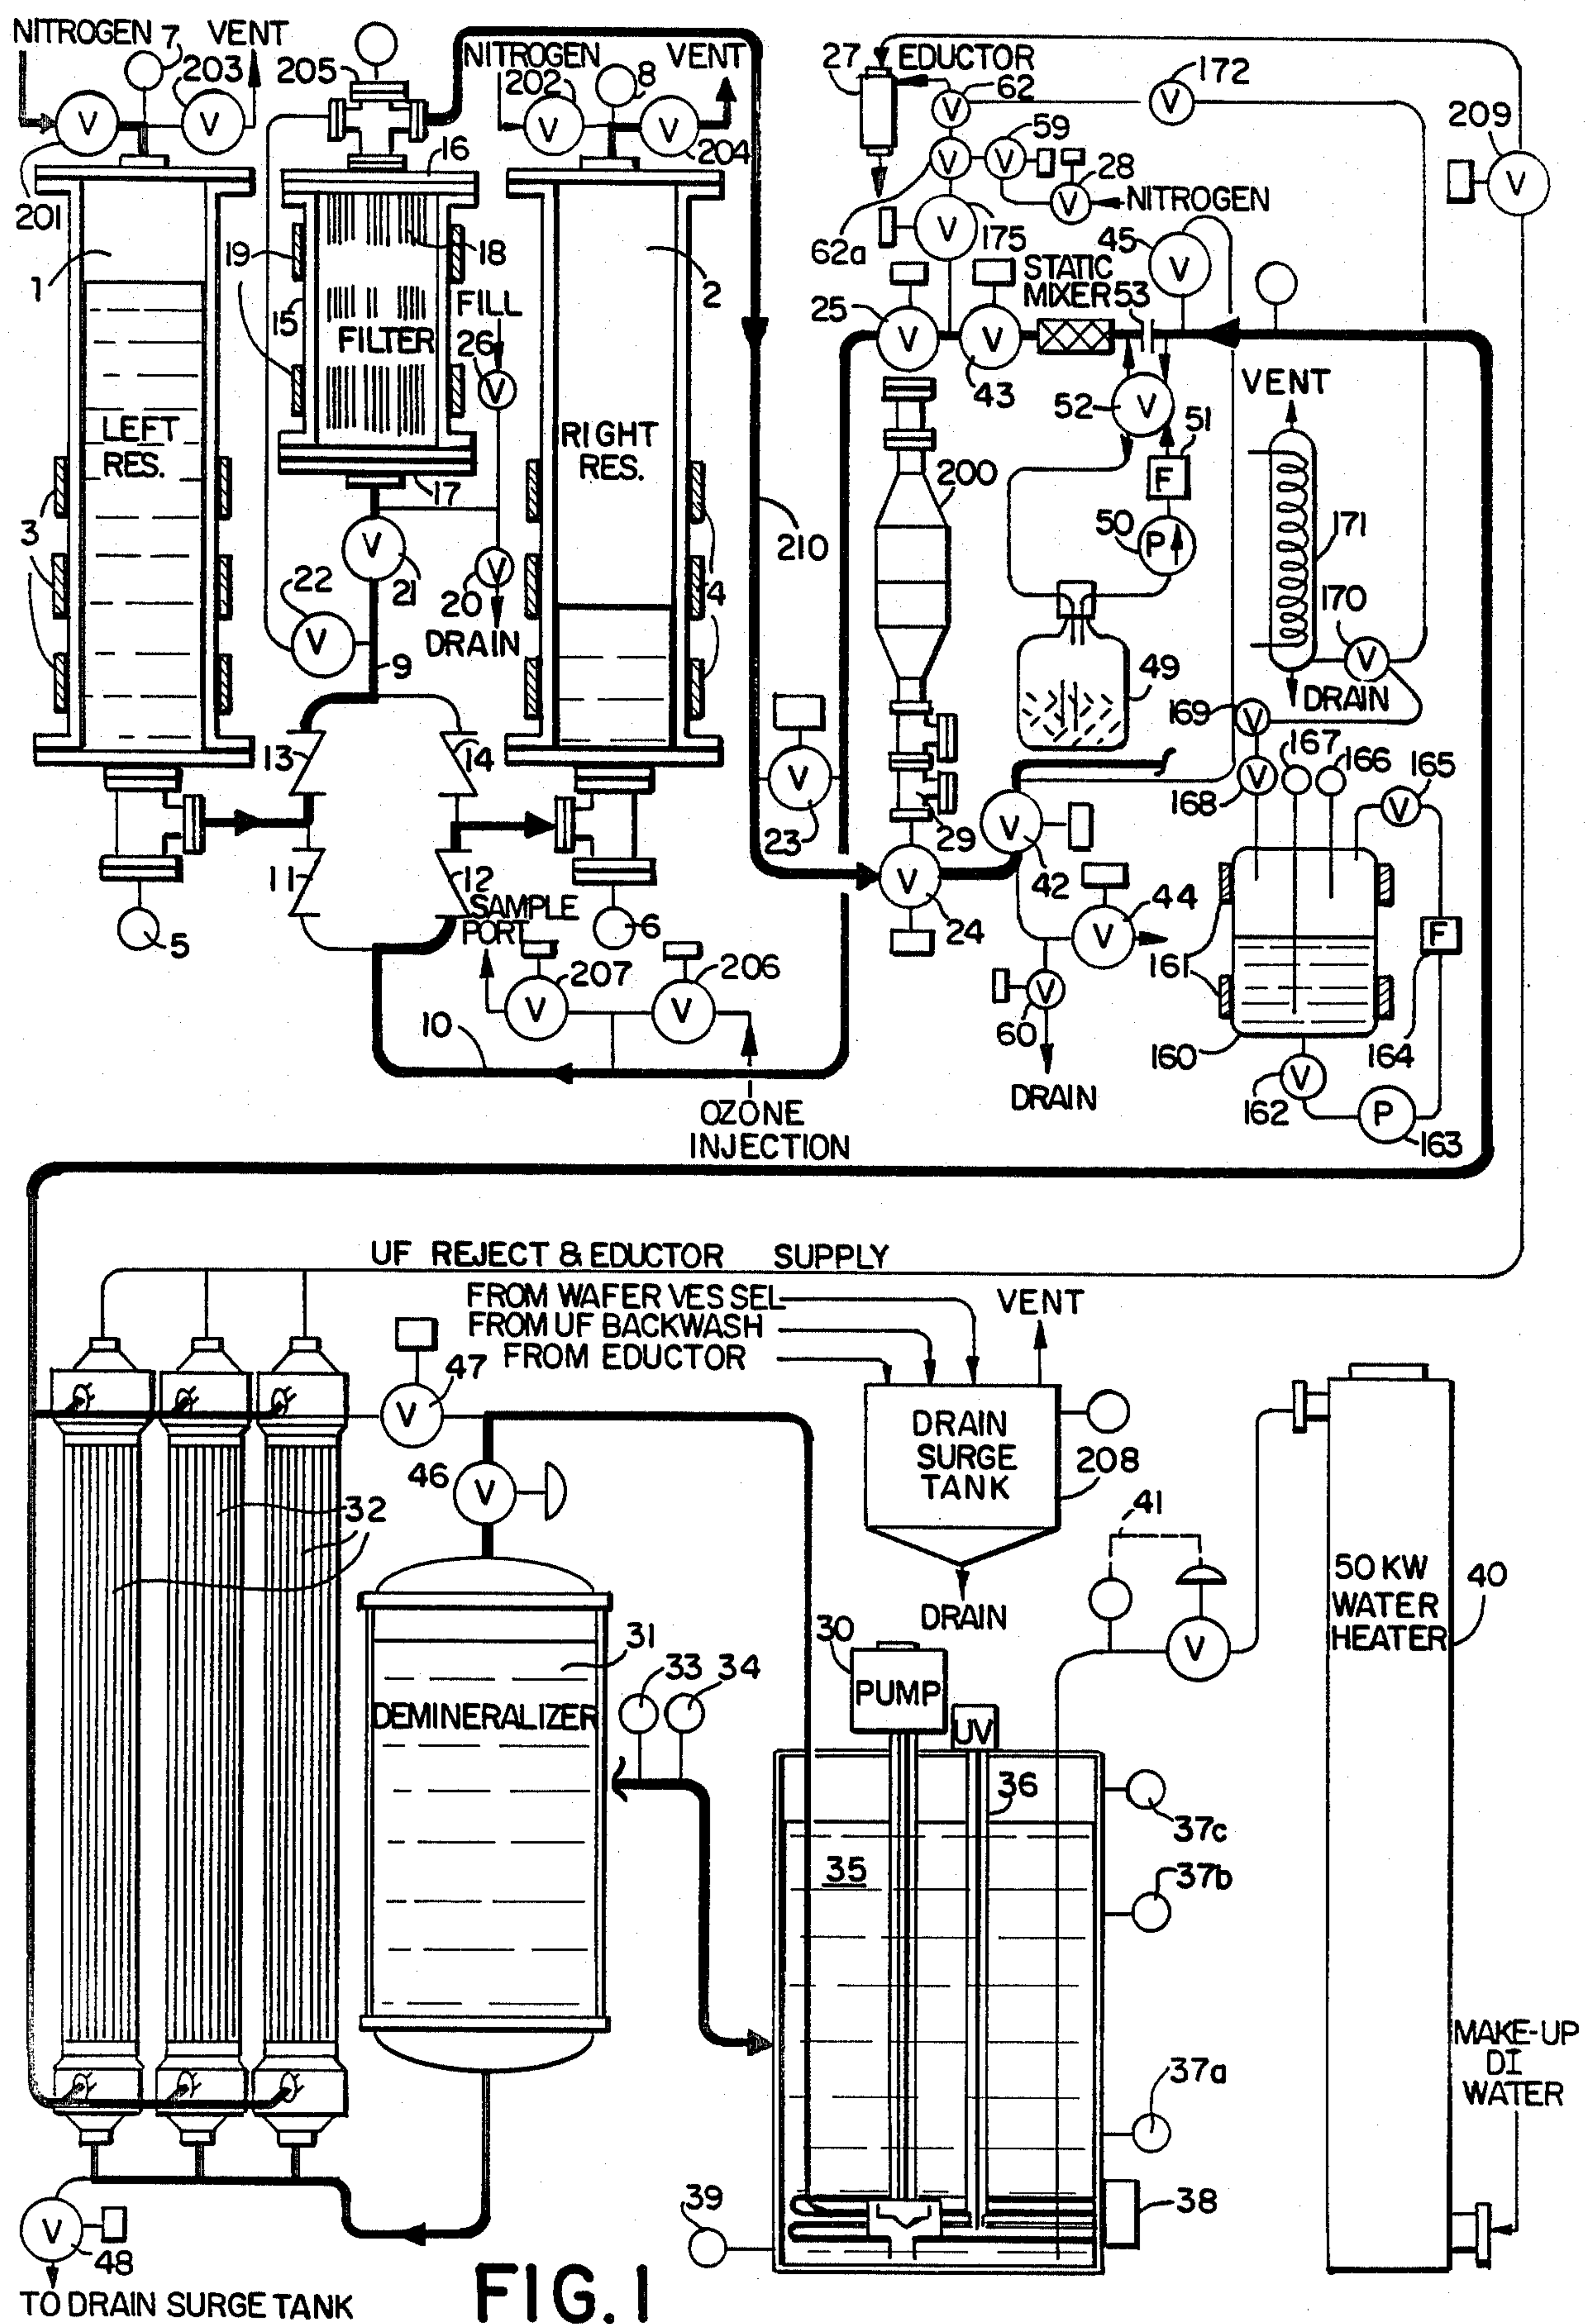 NITROGEN 7
VENT
203
205
NITROGEN
202
8
VENT
27
EDUCTOR
62
172
209
V
V
V
V
V
V
V
V
201
16
204
59
28
V
V
V
NITROGEN
1
19
18
2
62a
V
175
45
V
15
FILL
FILTER
26
V
25
STATIC
MIXER 53
V
V
43
VENT
LEFT
RES.
RIGHT
RES.
52
V
51
F
17
200
3
V
21
22
V
20
V
DRAIN
4
210
50
P
171
170
V
9
49
DRAIN
169
V
13
14
167
166
165
V
168
V
23
V
29
V
42
11
12
SAMPLE
PORT
V
24
44
V
161
F
5
6
207
V
206
V
60
V
10
160
164
DRAIN
162
V
P
163
OZONE
INJECTION
UF REJECT & EDUCTOR SUPPLY
FROM WAFER VESSEL
FROM UF BACKWASH
FROM EDUCTOR
VENT
47
V
DRAIN
SURGE
TANK
208
46
V
32
41
50 KW
WATER
HEATER
40
DRAIN
30
PUMP
V
31
33
34
DEMINERALIZER
UV
36
37c
35
37b
MAKE-UP
DI
WATER
37a
39
38
V
48
TO DRAIN SURGE TANK
FIG. 1